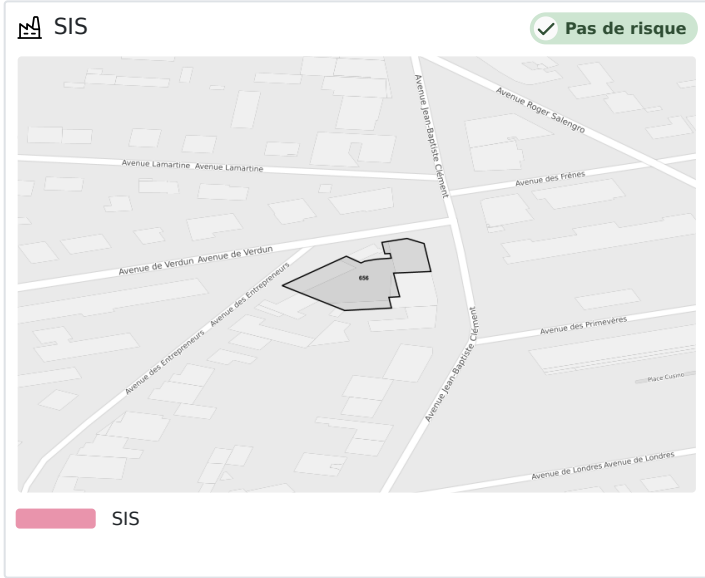 SIS
Pas de risque
Avenue Roger Salengro
Avenue Jean-Baptiste Clément
Avenue Lamartine Avenue Lamartine
Avenue des Frênes
Avenue de Verdun Avenue de Verdun
656
Avenue des Entrepreneurs Avenue des Entrepreneurs
Avenue Jean-Baptiste Clément
Avenue des Primevères
Place Cusino
Avenue de Londres Avenue de Londres
SIS